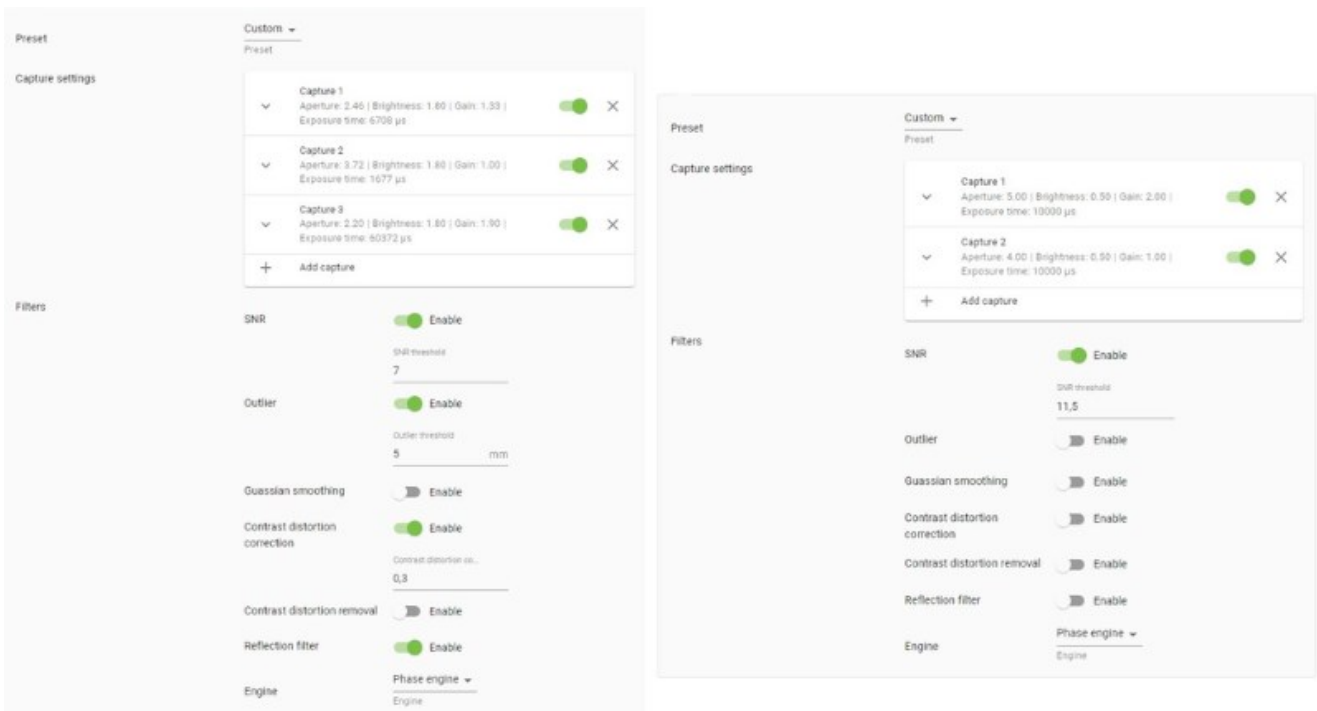 Preset
Custom
Preset
Capture settings
Capture 1
Aperture: 2.46 | Brightness: 1.80 | Gain: 1.33 |
Exposure time: 6708 µs
Capture 2
Aperture: 3.72 | Brightness: 1.80 | Gain: 1.00 |
Exposure time: 1677 µs
Capture 3
Aperture: 2.20 | Brightness: 1.80 | Gain: 1.90 |
Exposure time: 60372 µs
Add capture
Filters
SNR
Enable
SNR threshold
7
Outlier
Enable
Outlier threshold
5 mm
Guassian smoothing
Enable
Contrast distortion
correction
Enable
Contrast distortion co...
0,3
Contrast distortion removal
Enable
Reflection filter
Enable
Engine
Phase engine
Engine
Preset
Custom
Preset
Capture settings
Capture 1
Aperture: 5.00 | Brightness: 0.50 | Gain: 2.00 |
Exposure time: 10000 µs
Capture 2
Aperture: 4.00 | Brightness: 0.50 | Gain: 1.00 |
Exposure time: 10000 µs
Add capture
Filters
SNR
Enable
SNR threshold
11,5
Outlier
Enable
Guassian smoothing
Enable
Contrast distortion
correction
Enable
Contrast distortion removal
Enable
Reflection filter
Enable
Engine
Phase engine
Engine